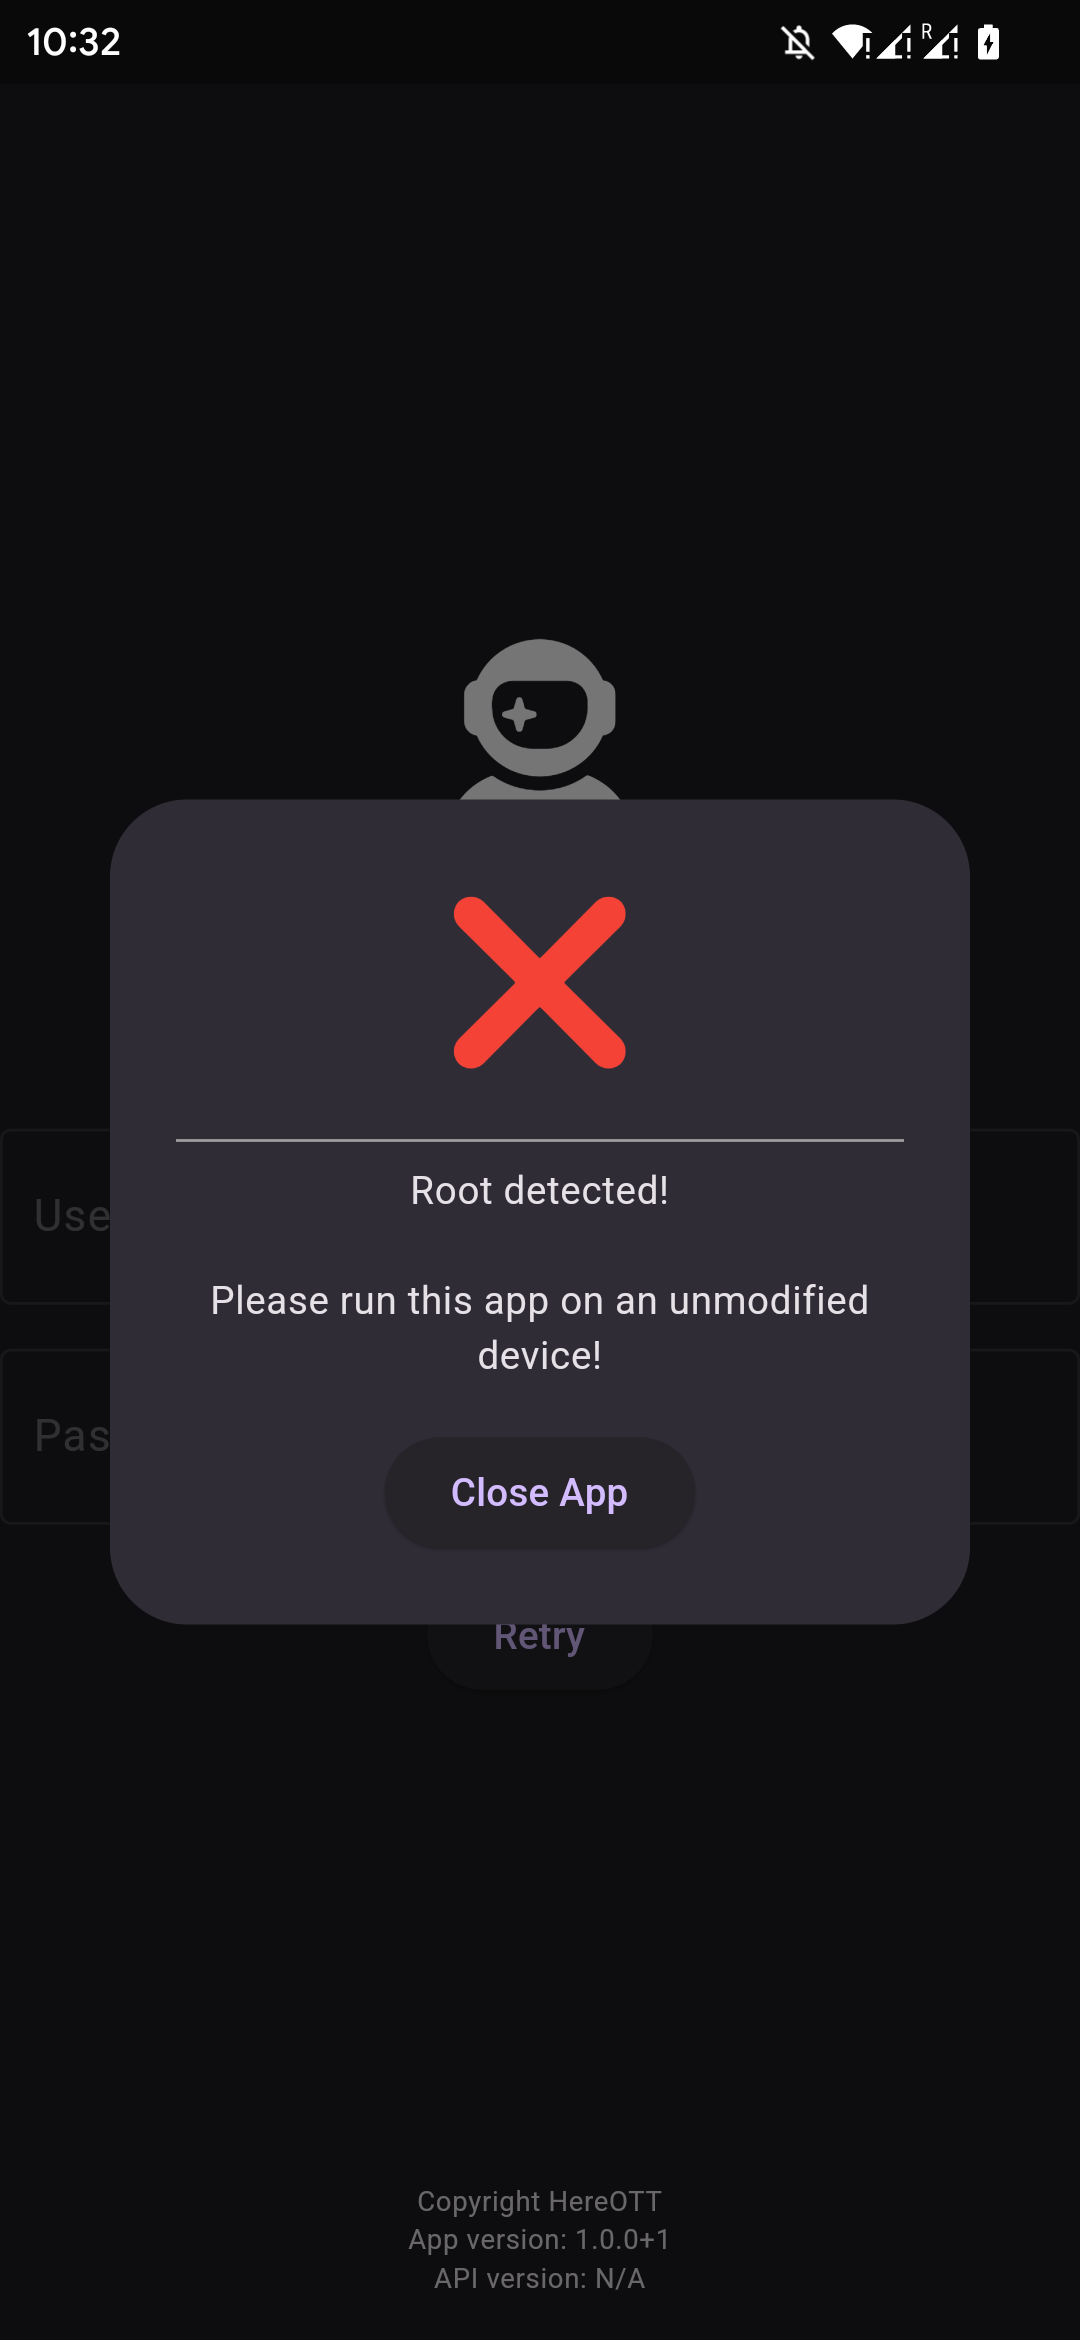 10:32
R
Use
Root detected!
Please run this app on an unmodified
device!
Pas
Close App
Retry
Copyright HereOTT
App version: 1.0.0+1
API version: N/A